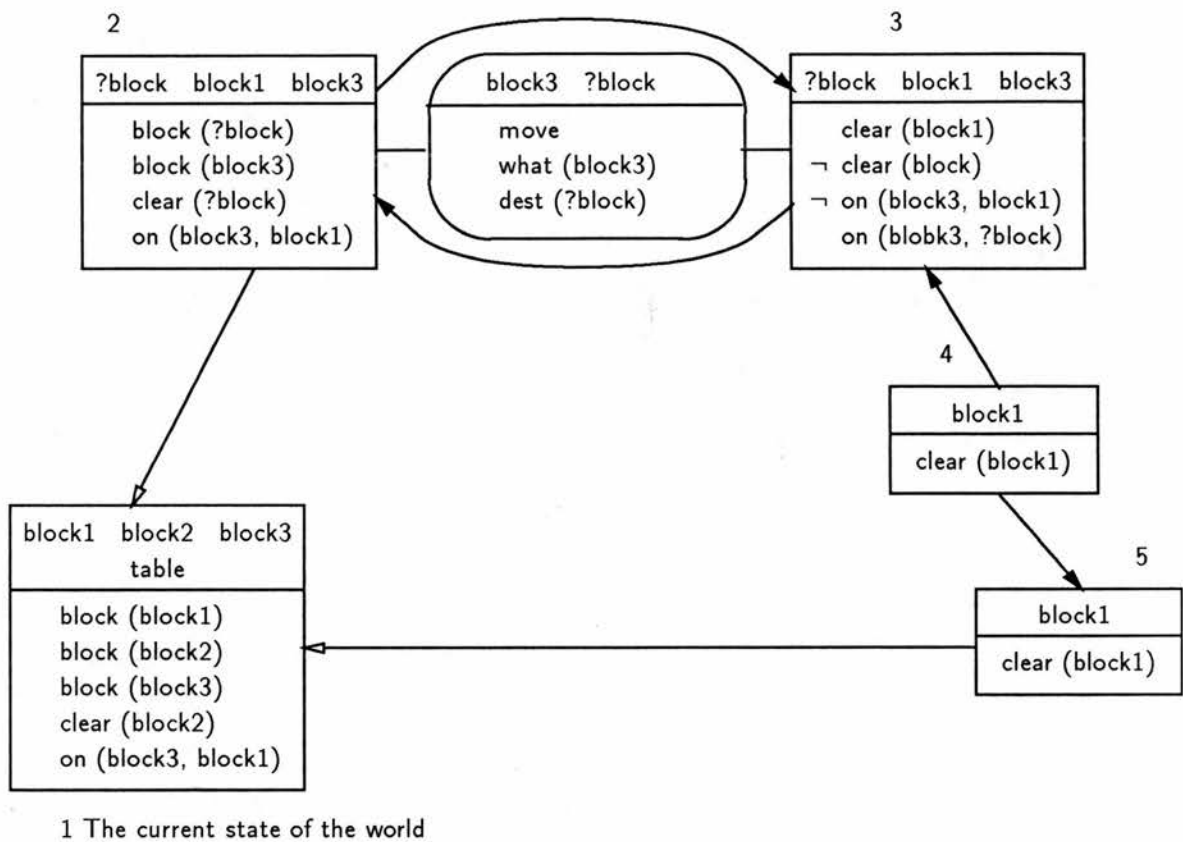 2
?block block1 block3
block (?block)
block (block3)
clear (?block)
on (block3, block1)
block3 ?block
move
what (block3)
dest (?block)
3
?block block1 block3
clear (block1)
¬ clear (block)
¬ on (block3, block1)
on (blobk3, ?block)
4
block1
clear (block1)
5
block1
clear (block1)
block1 block2 block3
table
block (block1)
block (block2)
block (block3)
clear (block2)
on (block3, block1)
1 The current state of the world